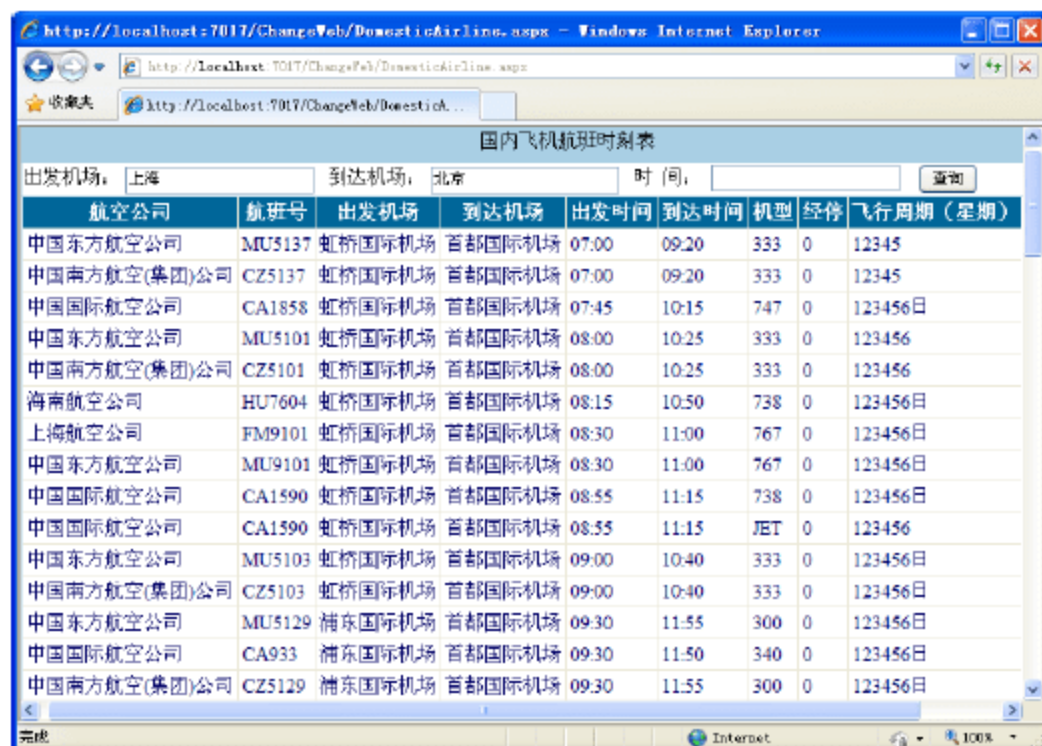 http://localhost:7017/ChangeWeb/DomesticAirline.aspx - Windows Internet Explorer
http://localhost:7017/ChangeWeb/DomesticAirline.aspx
收藏夹 http://localhost:7017/ChangeWeb/DomesticA...
国内飞机航班时刻表
出发机场: 上海 到达机场: 北京 时 间: 查询
航空公司 航班号 出发机场 到达机场 出发时间 到达时间 机型 经停 飞行周期（星期）
中国东方航空公司 MU5137 虹桥国际机场 首都国际机场 07:00 09:20 333 0 12345
中国南方航空(集团)公司 CZ5137 虹桥国际机场 首都国际机场 07:00 09:20 333 0 12345
中国国际航空公司 CA1858 虹桥国际机场 首都国际机场 07:45 10:15 747 0 123456日
中国东方航空公司 MU5101 虹桥国际机场 首都国际机场 08:00 10:25 333 0 123456
中国南方航空(集团)公司 CZ5101 虹桥国际机场 首都国际机场 08:00 10:25 333 0 123456
海南航空公司 HU7604 虹桥国际机场 首都国际机场 08:15 10:50 738 0 123456日
上海航空公司 FM9101 虹桥国际机场 首都国际机场 08:30 11:00 767 0 123456日
中国东方航空公司 MU9101 虹桥国际机场 首都国际机场 08:30 11:00 767 0 123456日
中国国际航空公司 CA1590 虹桥国际机场 首都国际机场 08:55 11:15 738 0 123456日
中国国际航空公司 CA1590 虹桥国际机场 首都国际机场 08:55 11:15 JET 0 123456
中国东方航空公司 MU5103 虹桥国际机场 首都国际机场 09:00 10:40 333 0 123456日
中国南方航空(集团)公司 CZ5103 虹桥国际机场 首都国际机场 09:00 10:40 333 0 123456日
中国东方航空公司 MU5129 浦东国际机场 首都国际机场 09:30 11:55 300 0 123456日
中国国际航空公司 CA933 浦东国际机场 首都国际机场 09:30 11:50 340 0 123456日
中国南方航空(集团)公司 CZ5129 浦东国际机场 首都国际机场 09:30 11:55 300 0 123456日
完成 Internet 100%